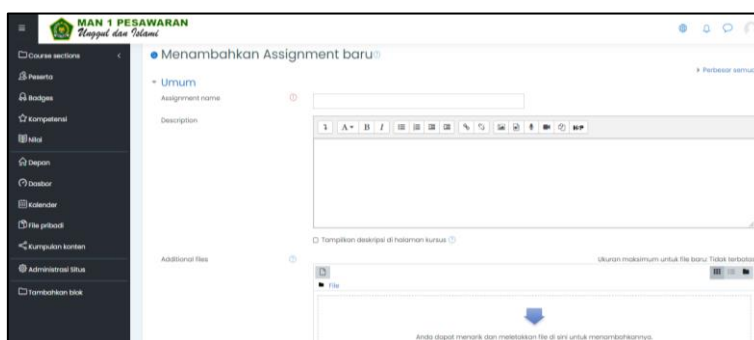 MAN 1 PESAWARAN
Unggul dan Islami
Course sections
Peserta
Badges
Kompetensi
Nilai
Depan
Dasbor
Kalender
File pribadi
Kumpulan konten
Administrasi Situs
Tambahkan blok
Menambahkan Assignment baru
Perbesar semua
Umum
Assignment name
Description
Tampilkan deskripsi di halaman kursus
Additional files
Ukuran maksimum untuk file baru: Tidak terbatas
File
Anda dapat menarik dan meletakkan file di sini untuk menambahkannya.